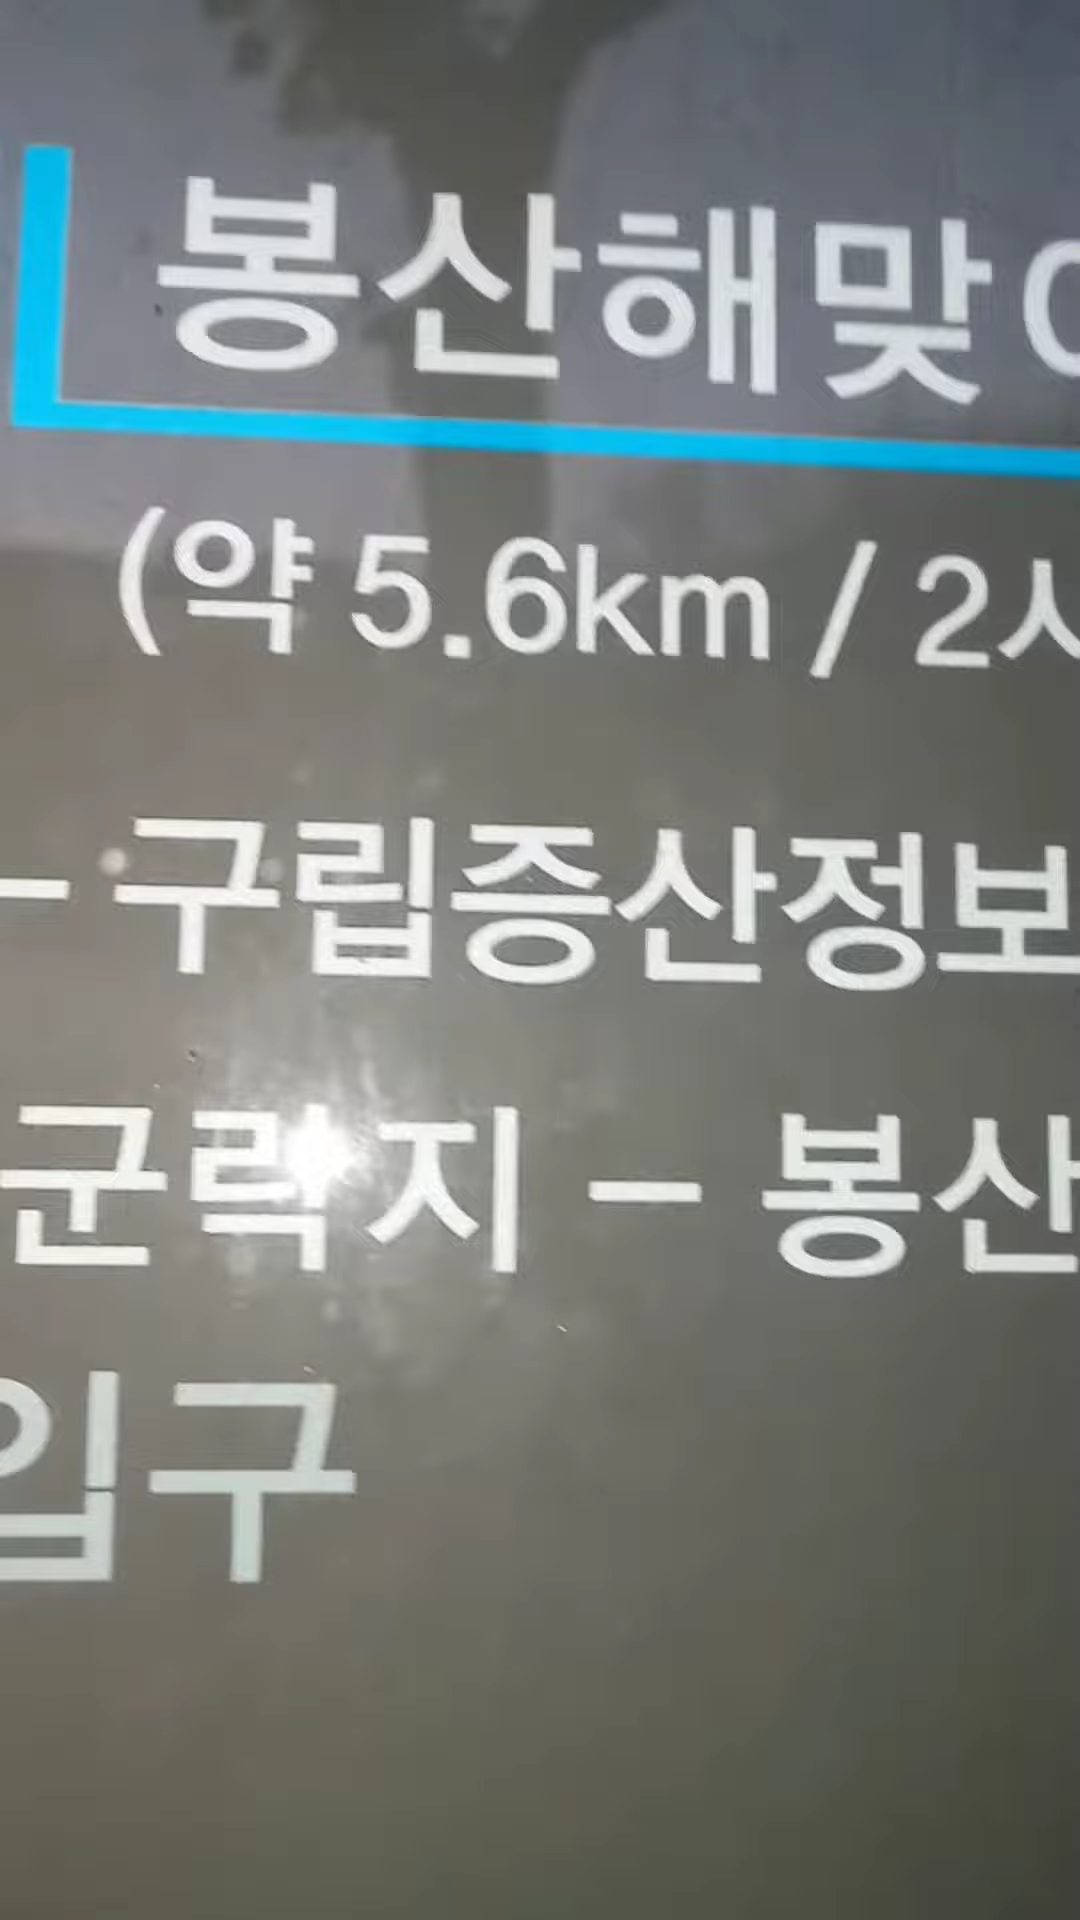 봉산해맞
(약 5.6km / 2시
- 구립증산정보
군락지 - 봉산
입구